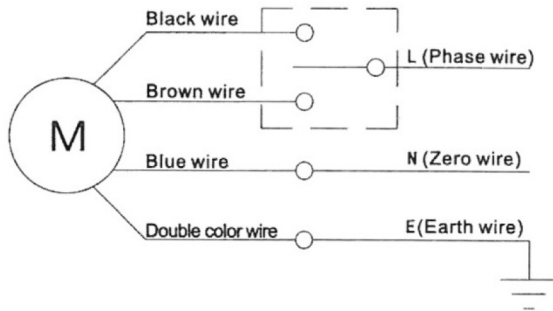 Black wire
L (Phase wire)
Brown wire
M
Blue wire
N (Zero wire)
Double color wire
E(Earth wire)